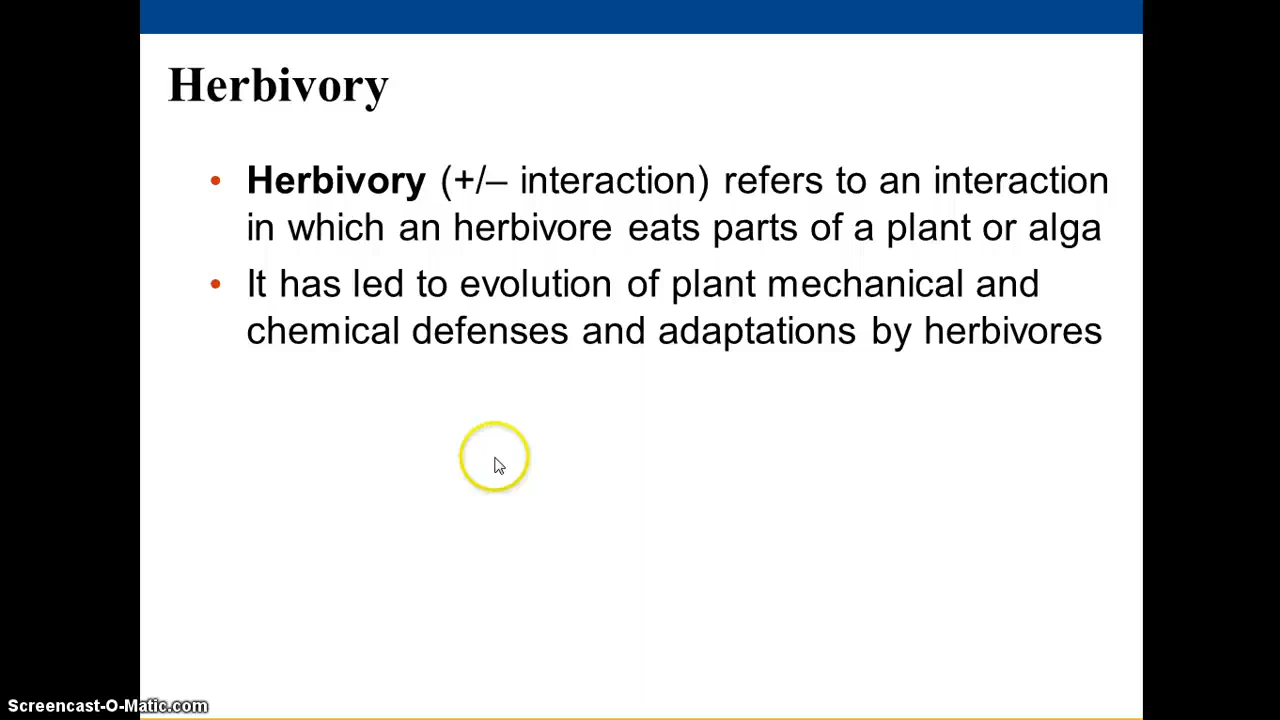 Herbivory
• Herbivory (+/– interaction) refers to an interaction
in which an herbivore eats parts of a plant or alga
• It has led to evolution of plant mechanical and
chemical defenses and adaptations by herbivores
Screencast-O-Matic.com